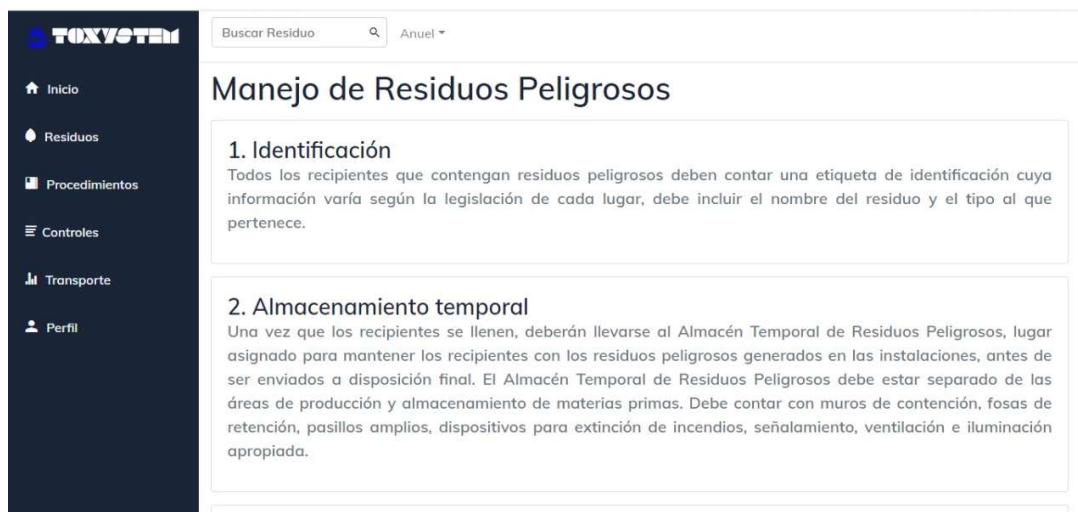 TOXYSTEM
Buscar Residuo
Anuel
Inicio
Residuos
Procedimientos
Controles
Transporte
Perfil
Manejo de Residuos Peligrosos
1. Identificación
Todos los recipientes que contengan residuos peligrosos deben contar una etiqueta de identificación cuya
información varía según la legislación de cada lugar, debe incluir el nombre del residuo y el tipo al que
pertenece.
2. Almacenamiento temporal
Una vez que los recipientes se llenen, deberán llevarse al Almacén Temporal de Residuos Peligrosos, lugar
asignado para mantener los recipientes con los residuos peligrosos generados en las instalaciones, antes de
ser enviados a disposición final. El Almacén Temporal de Residuos Peligrosos debe estar separado de las
áreas de producción y almacenamiento de materias primas. Debe contar con muros de contención, fosas de
retención, pasillos amplios, dispositivos para extinción de incendios, señalamiento, ventilación e iluminación
apropiada.